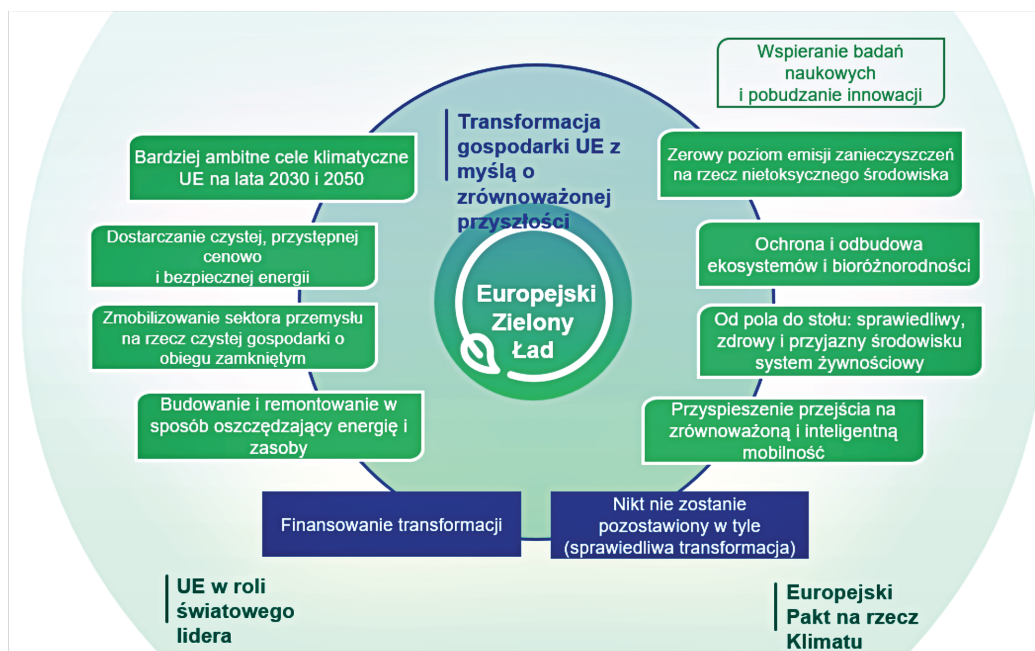 Wspieranie badań
naukowych
i pobudzanie innowacji
Transformacja
gospodarki UE z
myślą o
zrównoważonej
przyszłości
Bardziej ambitne cele klimatyczne
UE na lata 2030 i 2050
Zerowy poziom emisji zanieczyszczeń
na rzecz nietoksycznego środowiska
Dostarczanie czystej, przystępnej
cenowo
i bezpiecznej energii
Ochrona i odbudowa
ekosystemów i bioróżnorodności
Europejski
Zielony
Ład
Zmobilizowanie sektora przemysłu
na rzecz czystej gospodarki o
obiegu zamkniętym
Od pola do stołu: sprawiedliwy,
zdrowy i przyjazny środowisku
system żywnościowy
Budowanie i remontowanie w
sposób oszczędzający energię i
zasoby
Przyspieszenie przejścia na
zrównoważoną i inteligentną
mobilność
Finansowanie transformacji
Nikt nie zostanie
pozostawiony w tyle
(sprawiedliwa transformacja)
UE w roli
światowego
lidera
Europejski
Pakt na rzecz
Klimatu